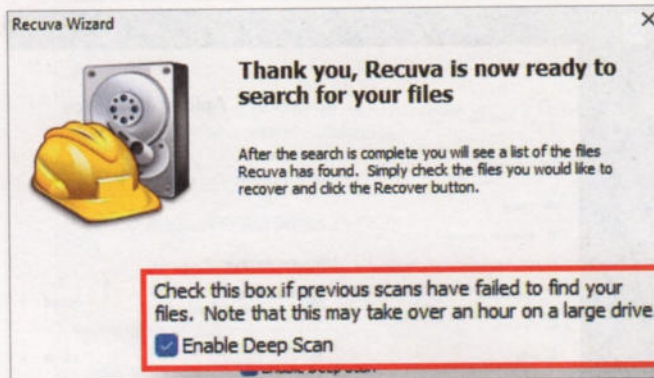 Recuva Wizard
Thank you, Recuva is now ready to
search for your files
After the search is complete you will see a list of the files
Recuva has found. Simply check the files you would like to
recover and click the Recover button.
Check this box if previous scans have failed to find your
files. Note that this may take over an hour on a large drive
Enable Deep Scan